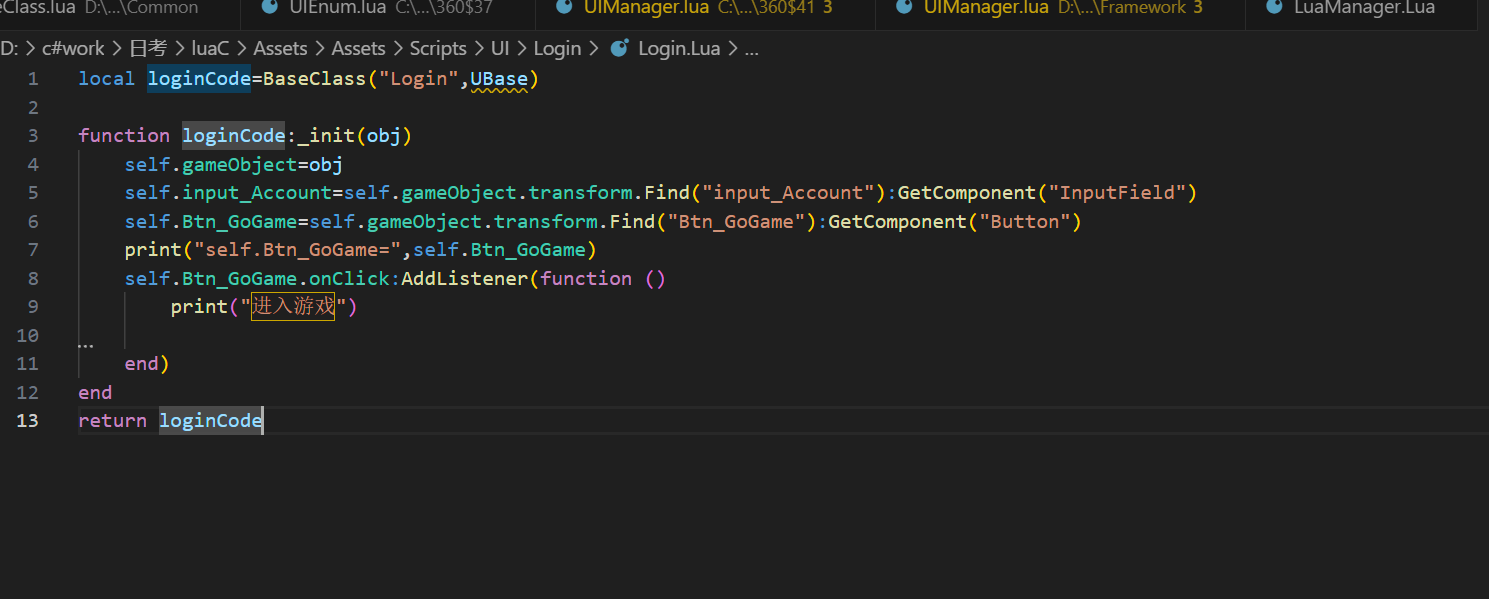 eClass.lua D:\...\Common UIEnum.lua C:\...\360$37 UIManager.lua C:\...\360$41 3 UIManager.lua D:\...\Framework 3 LuaManager.Lua
D: > c#work > 日考 > luaC > Assets > Assets > Scripts > UI > Login > Login.Lua > ...
1 local loginCode=BaseClass("Login",UBase)
2
3 function loginCode:_init(obj)
4 self.gameObject=obj
5 self.input_Account=self.gameObject.transform.Find("input_Account"):GetComponent("InputField")
6 self.Btn_GoGame=self.gameObject.transform.Find("Btn_GoGame"):GetComponent("Button")
7 print("self.Btn_GoGame=",self.Btn_GoGame)
8 self.Btn_GoGame.onClick:AddListener(function ()
9 print("进入游戏")
10 ...
11 end)
12 end
13 return loginCode